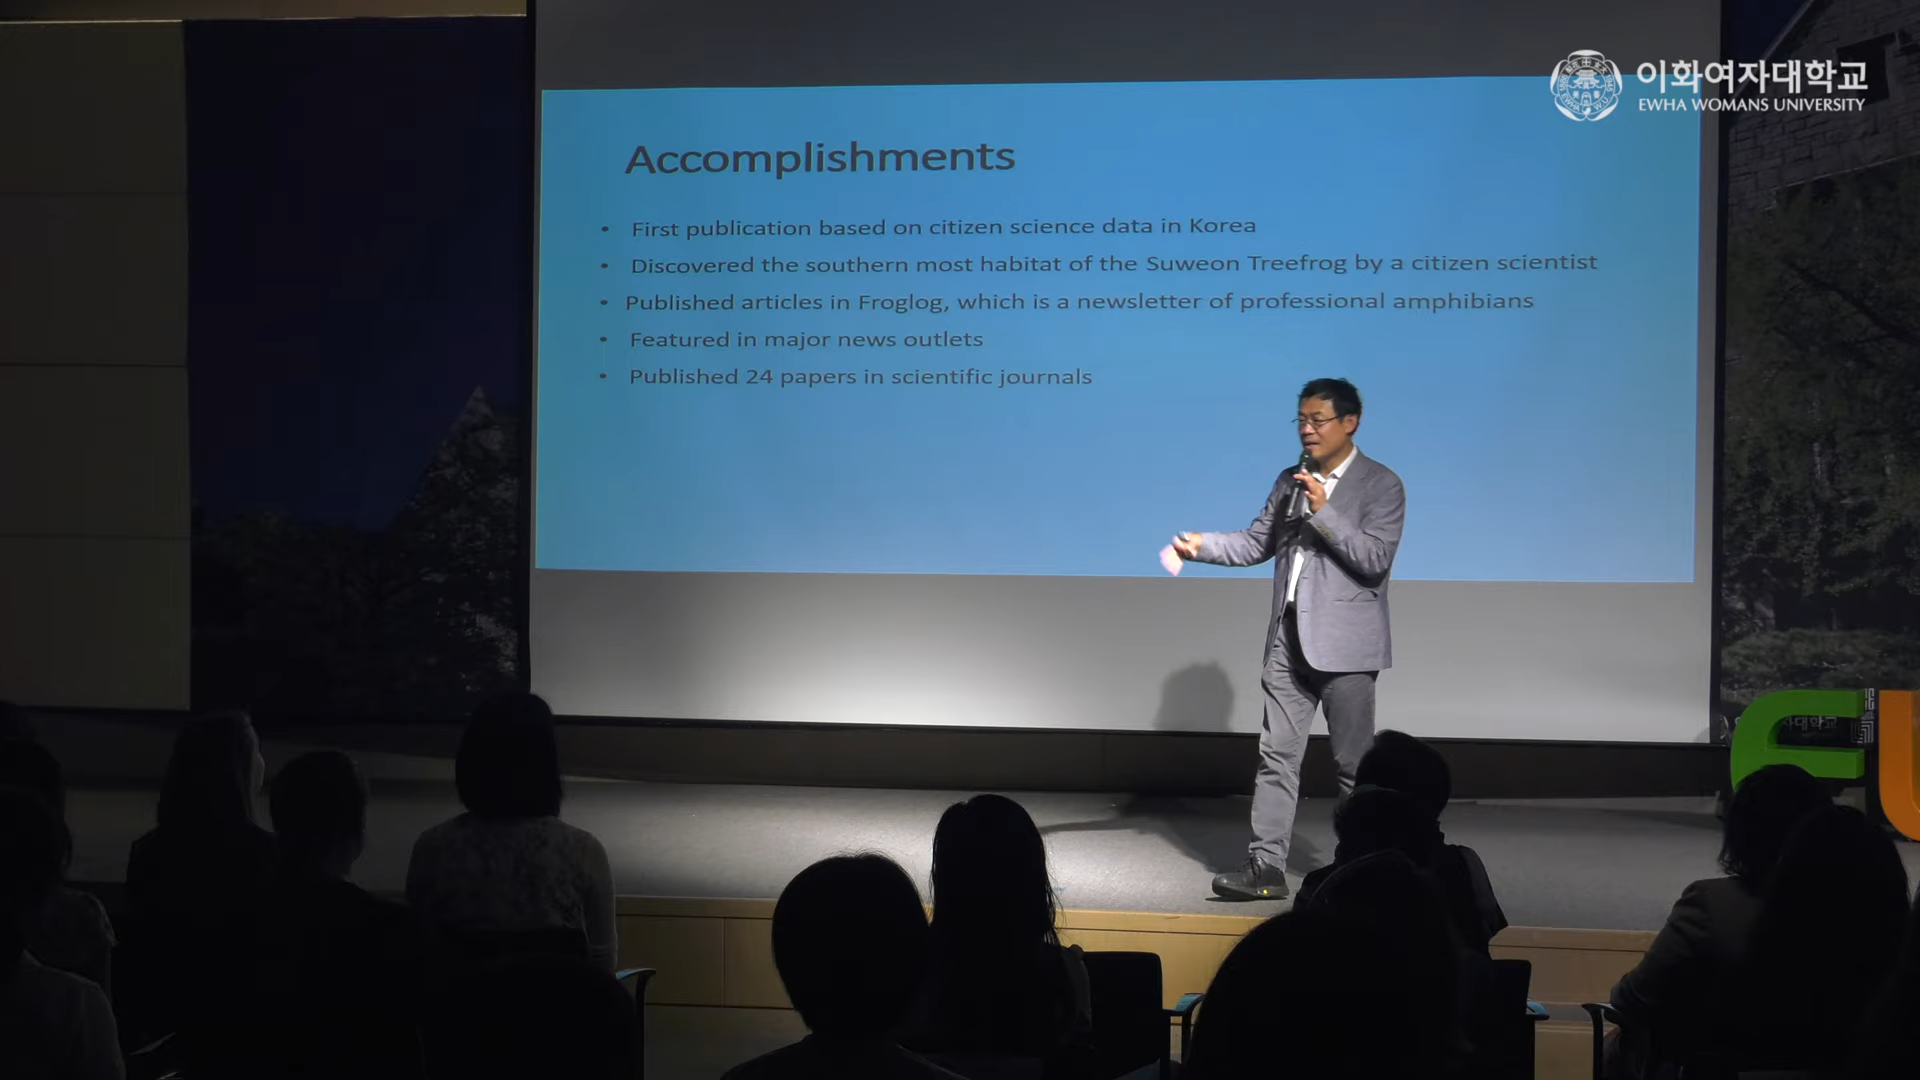 이화여자대학교
EWHA WOMANS UNIVERSITY
Accomplishments
• First publication based on citizen science data in Korea
• Discovered the southern most habitat of the Suweon Treefrog by a citizen scientist
• Published articles in Froglog, which is a newsletter of professional amphibians
• Featured in major news outlets
• Published 24 papers in scientific journals